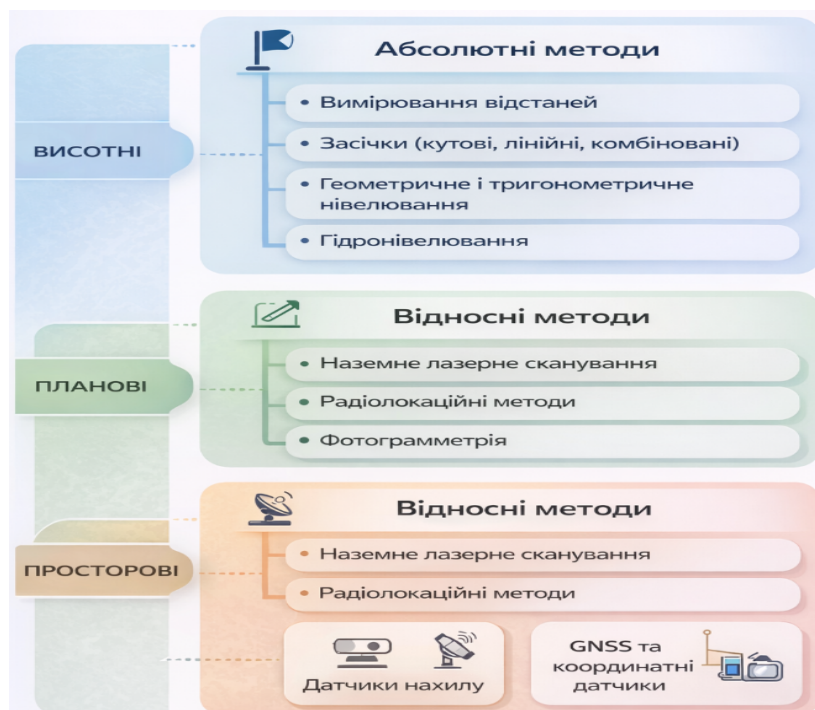 Абсолютні методи
ВИСОТНІ
• Вимірювання відстаней
• Засічки (кутові, лінійні, комбіновані)
• Геометричне і тригонометричне
нівелювання
• Гідронівелювання
Відносні методи
ПЛАНОВІ
• Наземне лазерне сканування
• Радіолокаційні методи
• Фотограмметрія
Відносні методи
ПРОСТОРОВІ
• Наземне лазерне сканування
• Радіолокаційні методи
Датчики нахилу
GNSS та
координатні
датчики